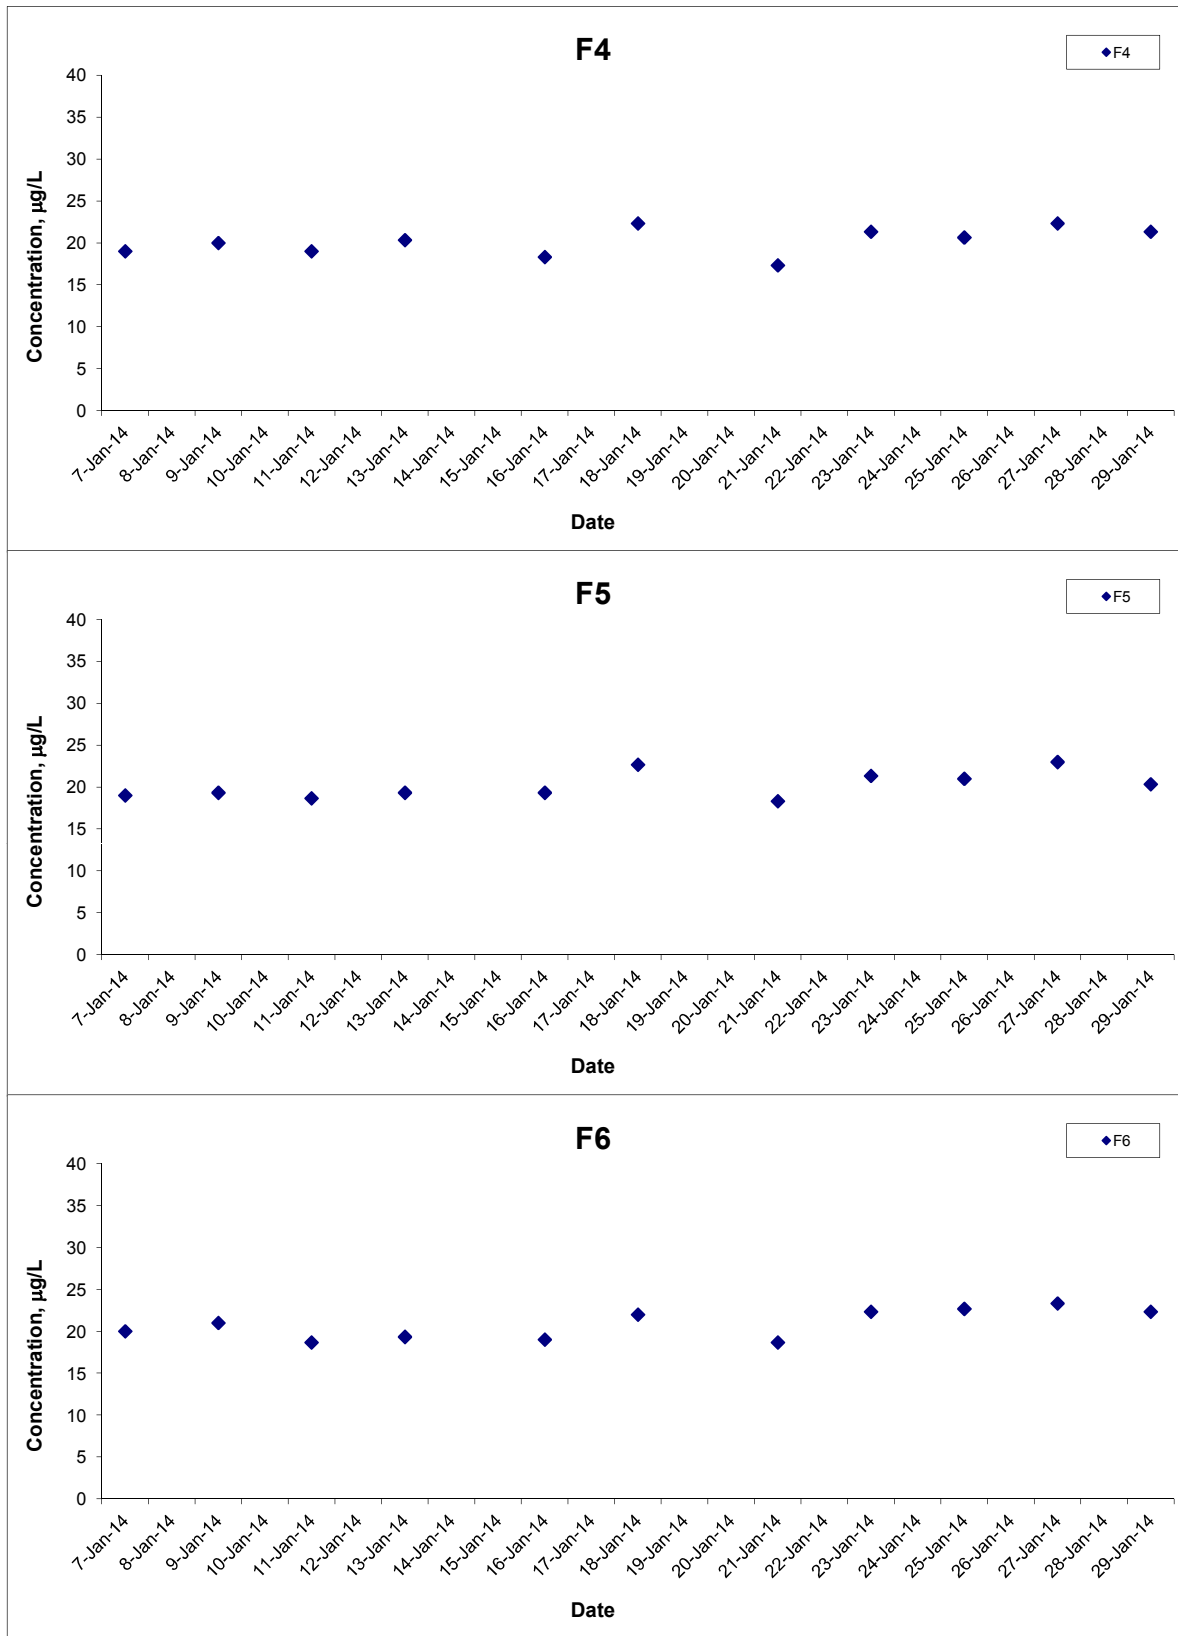 F4
F4
Concentration, µg/L
40
35
30
25
20
15
10
5
0
7-Jan-14
8-Jan-14
9-Jan-14
10-Jan-14
11-Jan-14
12-Jan-14
13-Jan-14
14-Jan-14
15-Jan-14
16-Jan-14
17-Jan-14
18-Jan-14
19-Jan-14
20-Jan-14
21-Jan-14
22-Jan-14
23-Jan-14
24-Jan-14
25-Jan-14
26-Jan-14
27-Jan-14
28-Jan-14
29-Jan-14
Date
F5
F5
Concentration, µg/L
40
35
30
25
20
15
10
5
0
7-Jan-14
8-Jan-14
9-Jan-14
10-Jan-14
11-Jan-14
12-Jan-14
13-Jan-14
14-Jan-14
15-Jan-14
16-Jan-14
17-Jan-14
18-Jan-14
19-Jan-14
20-Jan-14
21-Jan-14
22-Jan-14
23-Jan-14
24-Jan-14
25-Jan-14
26-Jan-14
27-Jan-14
28-Jan-14
29-Jan-14
Date
F6
F6
Concentration, µg/L
40
35
30
25
20
15
10
5
0
7-Jan-14
8-Jan-14
9-Jan-14
10-Jan-14
11-Jan-14
12-Jan-14
13-Jan-14
14-Jan-14
15-Jan-14
16-Jan-14
17-Jan-14
18-Jan-14
19-Jan-14
20-Jan-14
21-Jan-14
22-Jan-14
23-Jan-14
24-Jan-14
25-Jan-14
26-Jan-14
27-Jan-14
28-Jan-14
29-Jan-14
Date